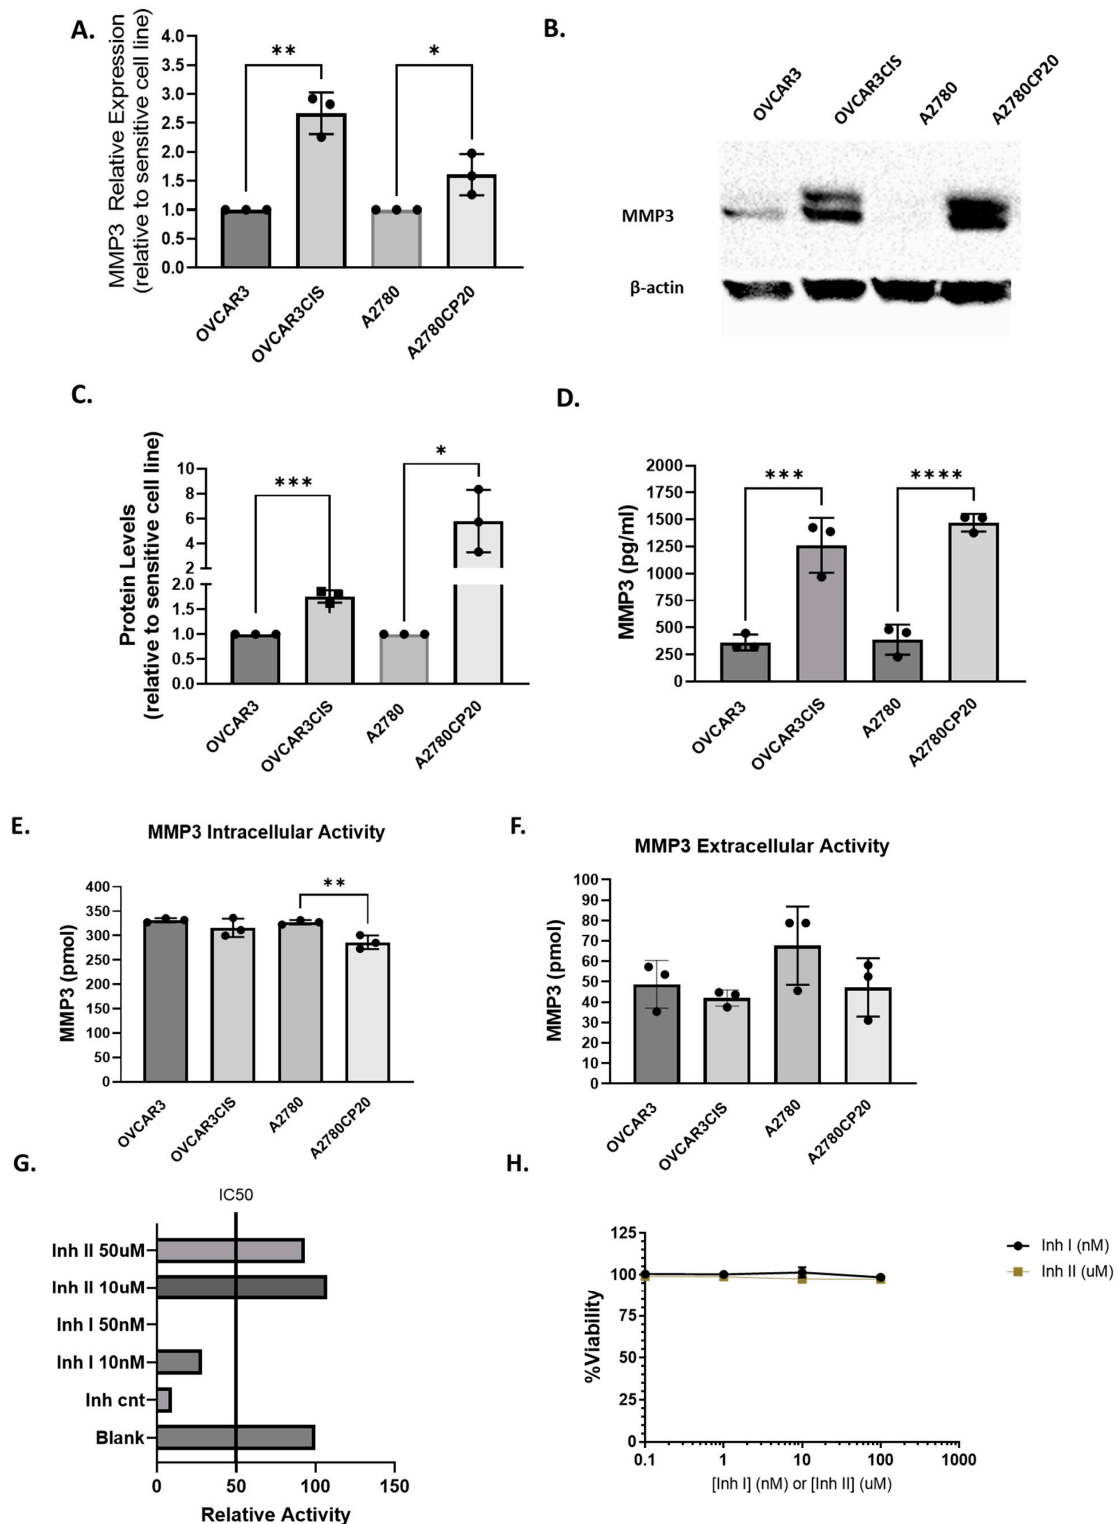 A.
MMP3 Relative Expression
(relative to sensitive cell line)
4.0
3.5
3.0
2.5
2.0
1.5
1.0
0.5
0.0
**
*
OVCAR3
OVCAR3CIS
A2780
A2780CP20
B.
OVCAR3
OVCAR3CIS
A2780
A2780CP20
MMP3
β-actin
C.
Protein Levels
(relative to sensitive cell line)
10
8
6
4
2
2.0
1.5
1.0
0.5
0.0
***
*
OVCAR3
OVCAR3CIS
A2780
A2780CP20
D.
MMP3 (pg/ml)
2000
1750
1500
1250
1000
750
500
250
0
***
****
OVCAR3
OVCAR3CIS
A2780
A2780CP20
E.
MMP3 Intracellular Activity
MMP3 (pmol)
400
350
300
250
200
150
100
50
0
**
OVCAR3
OVCAR3CIS
A2780
A2780CP20
F.
MMP3 Extracellular Activity
MMP3 (pmol)
100
90
80
70
60
50
40
30
20
10
0
OVCAR3
OVCAR3CIS
A2780
A2780CP20
G.
IC50
Inh II 50uM
Inh II 10uM
Inh I 50nM
Inh I 10nM
Inh cnt
Blank
0 50 100 150
Relative Activity
H.
%Viability
125
100
75
50
25
0
0.1 1 10 100 1000
[Inh I] (nM) or [Inh II] (uM)
Inh I (nM)
Inh II (uM)